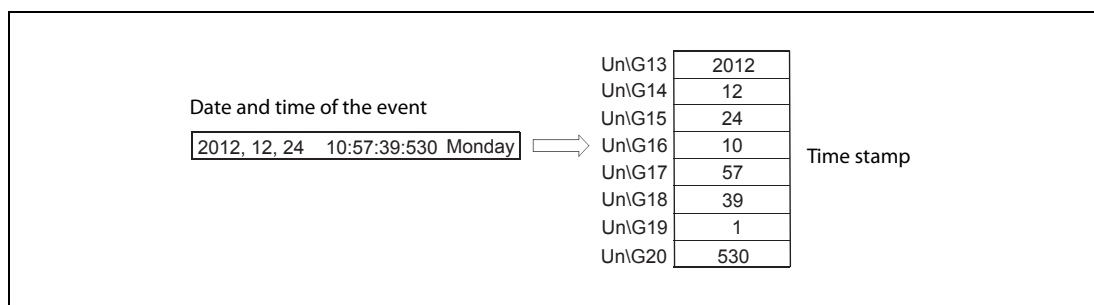 Date and time of the event
2012, 12, 24 10:57:39:530 Monday
Un\G13 2012
Un\G14 12
Un\G15 24
Un\G16 10
Un\G17 57
Un\G18 39
Un\G19 1
Un\G20 530
Time stamp